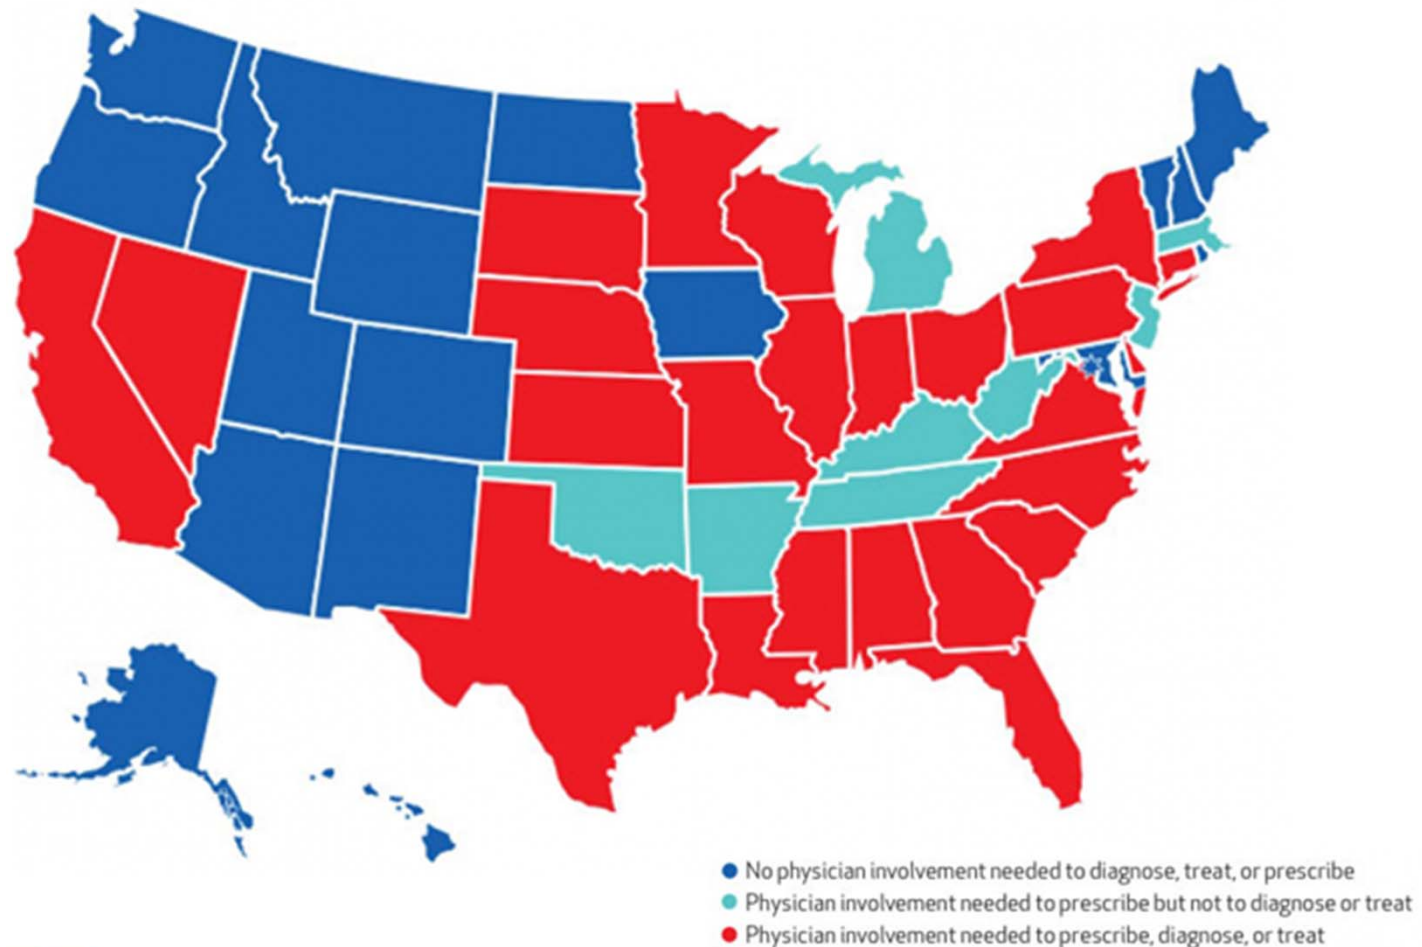 No physician involvement needed to diagnose, treat, or prescribe
Physician involvement needed to prescribe but not to diagnose or treat
Physician involvement needed to prescribe, diagnose, or treat